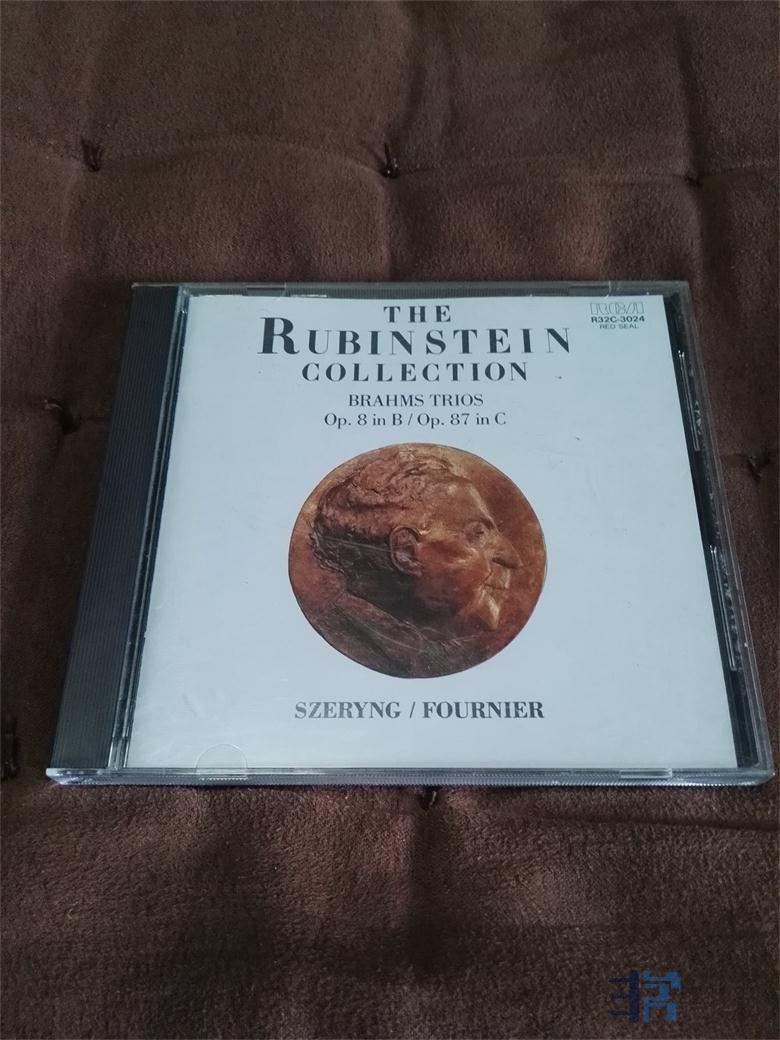 THE
RUBINSTEIN
COLLECTION
BRAHMS TRIOS
Op. 8 in B / Op. 87 in C
RCA
R32C-3024
RED SEAL
SZERYNG / FOURNIER